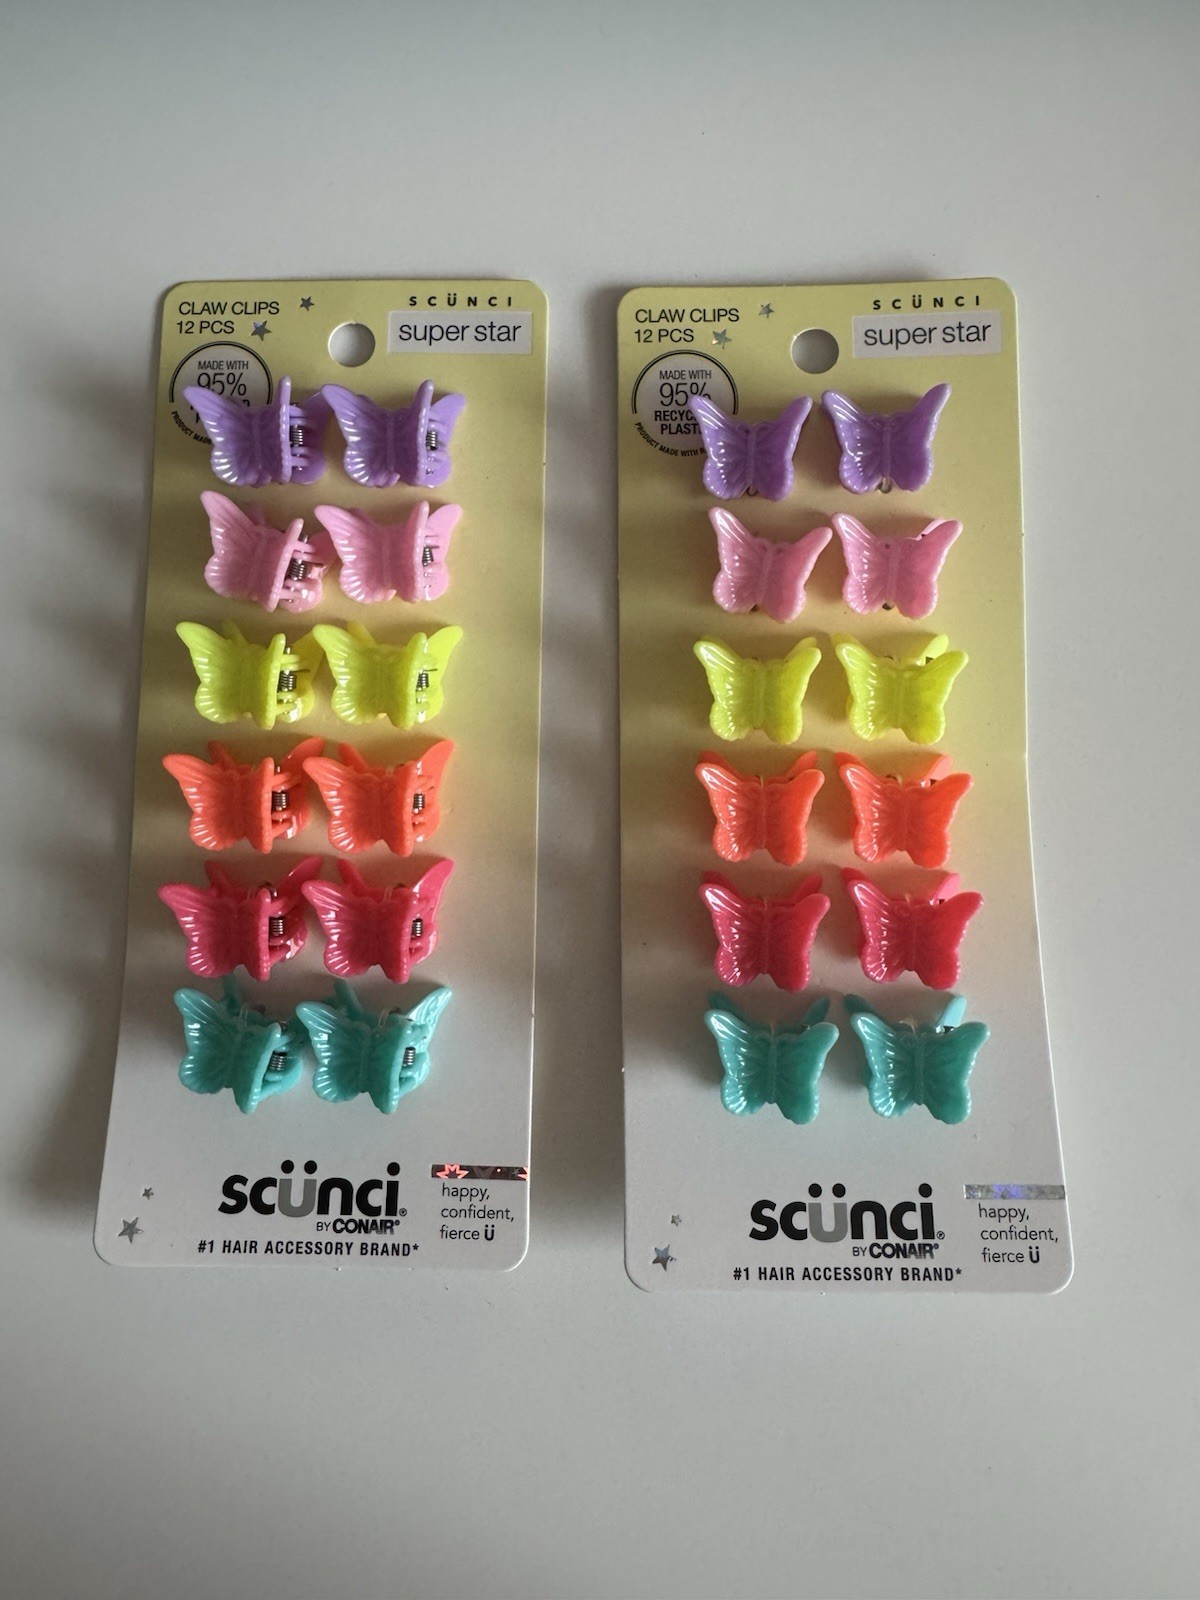 CLAW CLIPS
12 PCS
SCÜNCI
super star
MADE WITH
95%
PRODUCT MADE
scünci®
BY CONAIR®
#1 HAIR ACCESSORY BRAND*
happy,
confident,
fierce Ü
CLAW CLIPS
12 PCS
SCÜNCI
super star
MADE WITH
95%
PRODUCT MADE WITH
scünci®
BY CONAIR®
#1 HAIR ACCESSORY BRAND*
happy,
confident,
fierce Ü